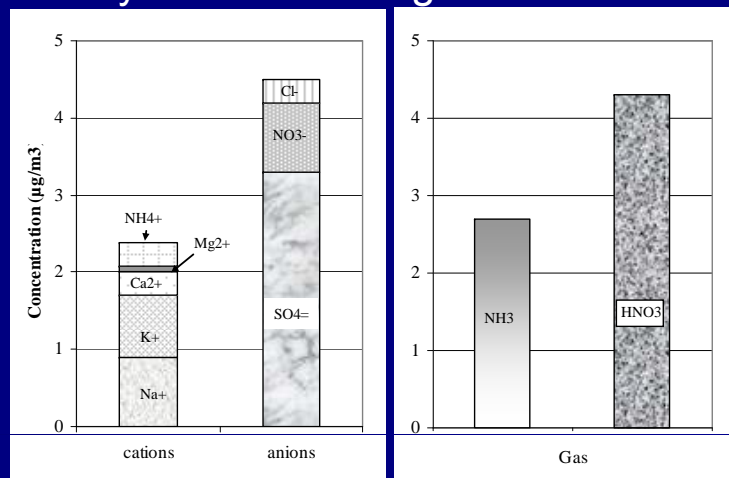 5
4
3
2
1
0
Concentration (µg/m3
NH4+
Mg2+
Ca2+
K+
Na+
Cl-
NO3-
SO4=
cations
anions
5
4
3
2
1
0
NH3
HNO3
Gas